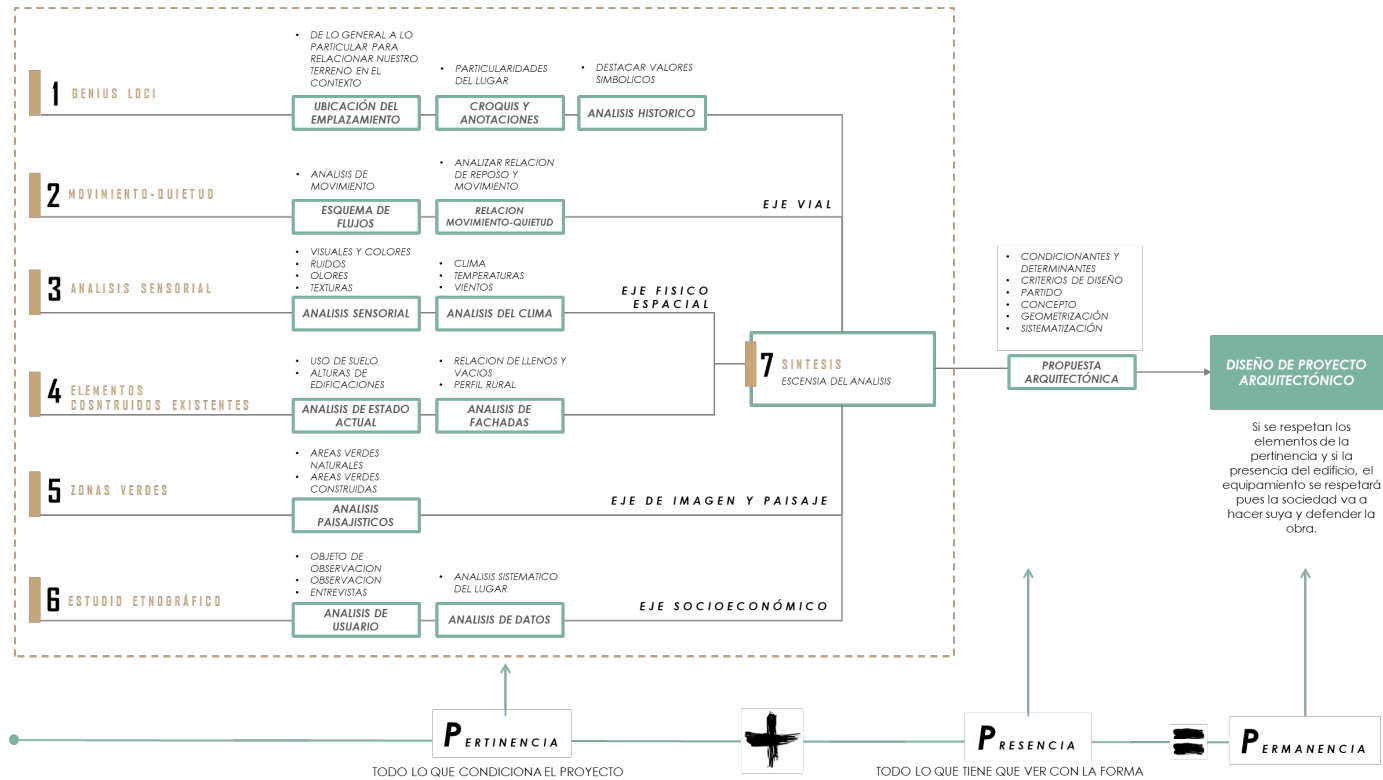 • DE LO GENERAL A LO
PARTICULAR PARA
RELACIONAR NUESTRO
TERRENO EN EL
CONTEXTO
• PARTICULARIDADES
DEL LUGAR
• DESTACAR VALORES
SIMBOLICOS
1 GENIUS LOCI
UBICACIÓN DEL
EMPLAZAMIENTO
CROQUIS Y
ANOTACIONES
ANALISIS HISTORICO
• ANALISIS DE
MOVIMIENTO
• ANALIZAR RELACION
DE REPOSO Y
MOVIMIENTO
2 MOVIMIENTO-QUIETUD
ESQUEMA DE
FLUJOS
RELACION
MOVIMIENTO-QUIETUD
EJE VIAL
• VISUALES Y COLORES
• RUIDOS
• OLORES
• TEXTURAS
• CLIMA
• TEMPERATURAS
• VIENTOS
3 ANALISIS SENSORIAL
ANALISIS SENSORIAL
ANALISIS DEL CLIMA
EJE FISICO
ESPACIAL
• USO DE SUELO
• ALTURAS DE
EDIFICACIONES
• RELACION DE LLENOS Y
VACIOS
• PERFIL RURAL
4 ELEMENTOS
COSNTRUIDOS EXISTENTES
ANALISIS DE ESTADO
ACTUAL
ANALISIS DE
FACHADAS
• AREAS VERDES
NATURALES
• AREAS VERDES
CONSTRUIDAS
5 ZONAS VERDES
ANALISIS
PAISAJISTICOS
EJE DE IMAGEN Y PAISAJE
• OBJETO DE
OBSERVACION
• OBSERVACION
• ENTREVISTAS
• ANALISIS SISTEMATICO
DEL LUGAR
6 ESTUDIO ETNOGRÁFICO
ANALISIS DE
USUARIO
ANALISIS DE DATOS
EJE SOCIOECONÓMICO
7 SINTESIS
ESCENSIA DEL ANALISIS
• CONDICIONANTES Y
DETERMINANTES
• CRITERIOS DE DISEÑO
• PARTIDO
• CONCEPTO
• GEOMETRIZACIÓN
• SISTEMATIZACIÓN
PROPUESTA
ARQUITECTÓNICA
DISEÑO DE PROYECTO
ARQUITECTÓNICO
Si se respetan los
elementos de la
pertinencia y si la
presencia del edificio, el
equipamiento se respetará
pues la sociedad va a
hacer suya y defender la
obra.
PERTINENCIA
+
PRESENCIA
=
PERMANENCIA
TODO LO QUE CONDICIONA EL PROYECTO
TODO LO QUE TIENE QUE VER CON LA FORMA